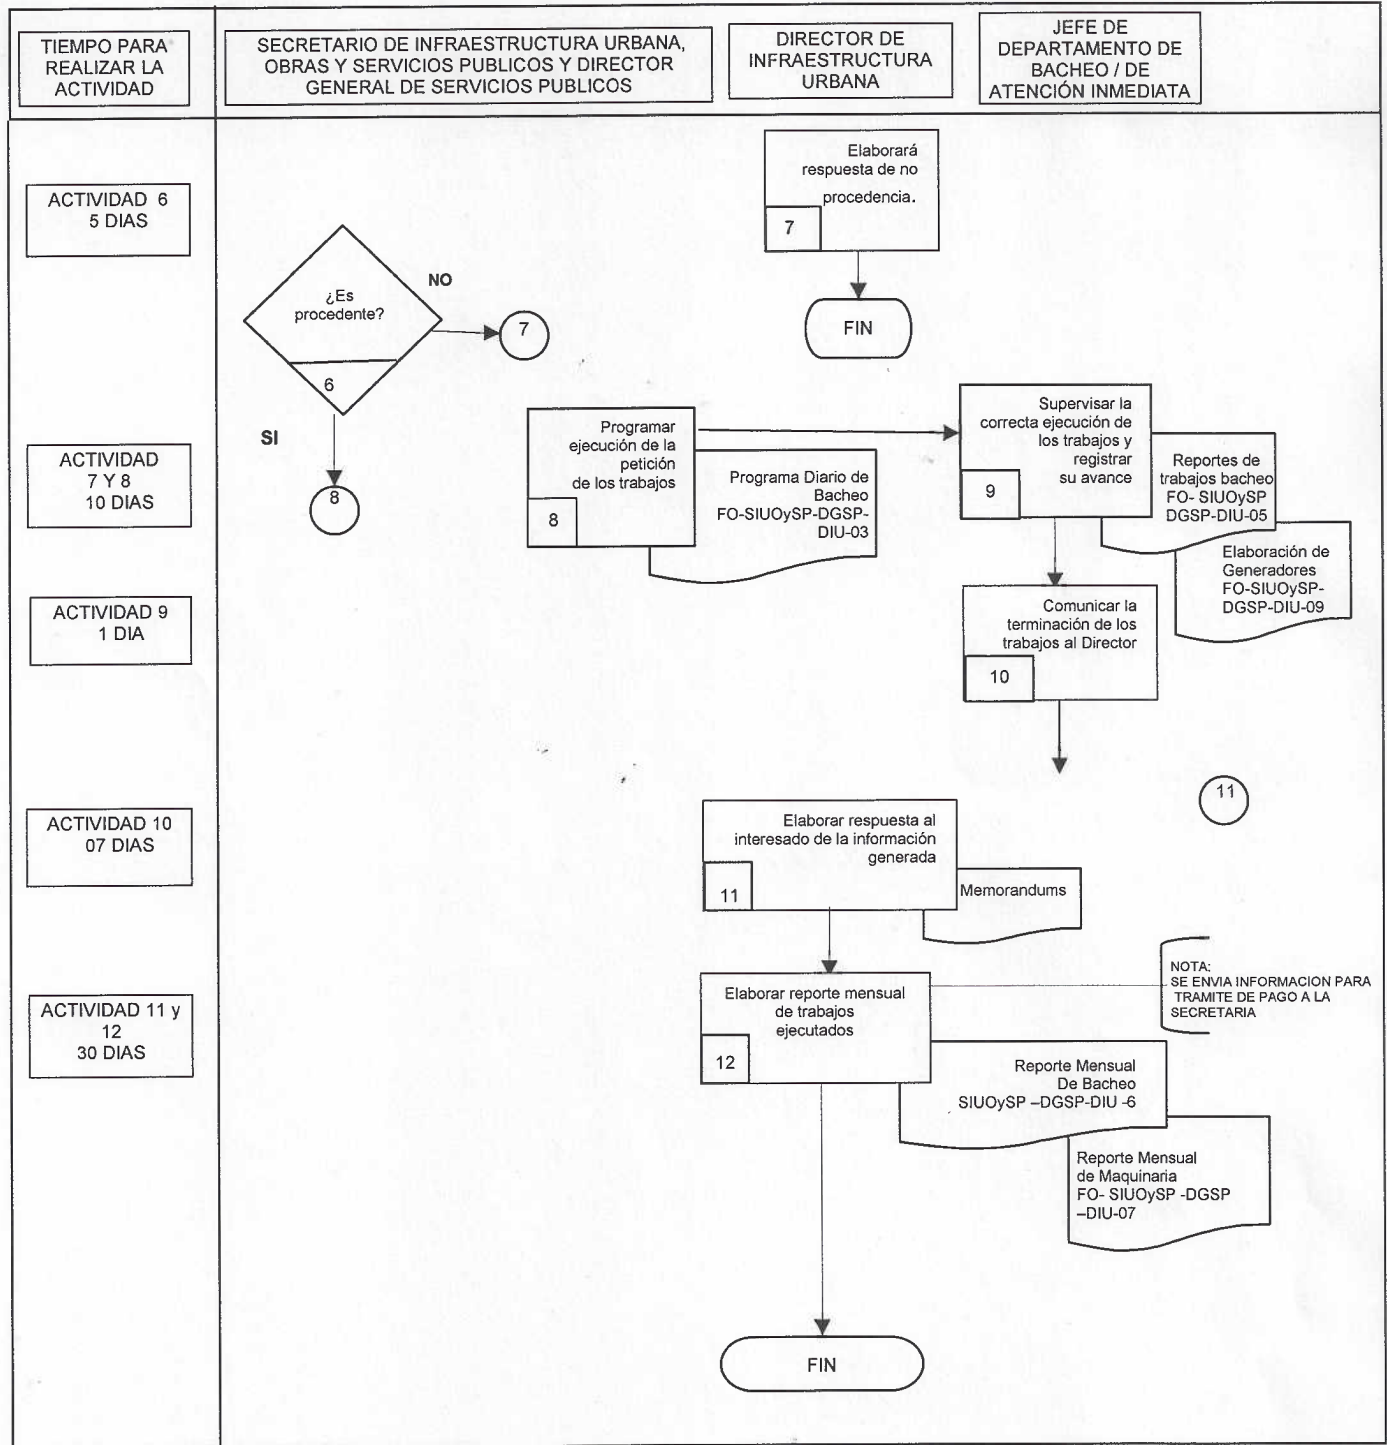 TIEMPO PARA
REALIZAR LA
ACTIVIDAD
SECRETARIO DE INFRAESTRUCTURA URBANA,
OBRAS Y SERVICIOS PUBLICOS Y DIRECTOR
GENERAL DE SERVICIOS PUBLICOS
DIRECTOR DE
INFRAESTRUCTURA
URBANA
JEFE DE
DEPARTAMENTO DE
BACHEO / DE
ATENCIÓN INMEDIATA
ACTIVIDAD 6
5 DIAS
Elaborará
respuesta de no
procedencia.
7
FIN
¿Es
procedente?
6
NO
7
SI
8
ACTIVIDAD
7 Y 8
10 DIAS
Programar
ejecución de la
petición
de los trabajos
8
Programa Diario de
Bacheo
FO-SIUOySP-DGSP-
DIU-03
Supervisar la
correcta ejecución de
los trabajos y
registrar
su avance
9
Reportes de
trabajos bacheo
FO- SIUOySP
DGSP-DIU-05
Elaboración de
Generadores
FO-SIUOySP-
DGSP-DIU-09
ACTIVIDAD 9
1 DIA
Comunicar la
terminación de los
trabajos al Director
10
11
ACTIVIDAD 10
07 DIAS
Elaborar respuesta al
interesado de la información
generada
11
Memorandums
ACTIVIDAD 11 y
12
30 DIAS
Elaborar reporte mensual
de trabajos
ejecutados
12
NOTA:
SE ENVIA INFORMACION PARA
TRAMITE DE PAGO A LA
SECRETARIA
Reporte Mensual
De Bacheo
SIUOySP –DGSP-DIU -6
Reporte Mensual
de Maquinaria
FO- SIUOySP -DGSP
–DIU-07
FIN